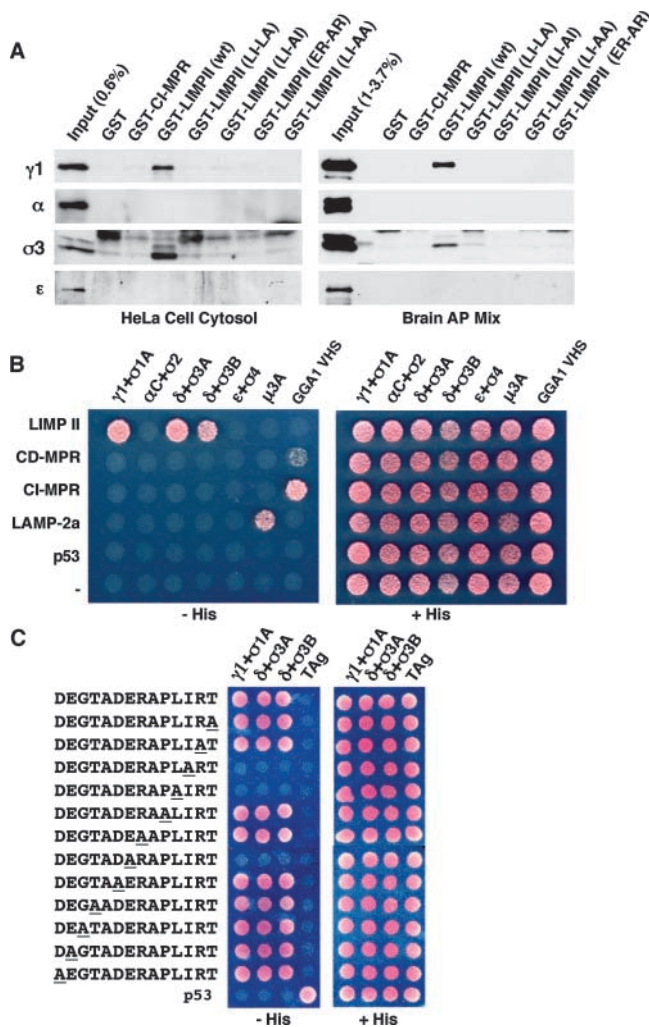 A
Input (0.6%)
GST
GST-CI-MPR
GST-LIMPII (wt)
GST-LIMPII (LI-LA)
GST-LIMPII (LI-AI)
GST-LIMPII (ER-AR)
GST-LIMPII (LI-AA)
Input (1-3.7%)
GST
GST-CI-MPR
GST-LIMPII (wt)
GST-LIMPII (LI-LA)
GST-LIMPII (LI-AI)
GST-LIMPII (LI-AA)
GST-LIMPII (ER-AR)
γ1
α
σ3
ε
HeLa Cell Cytosol
Brain AP Mix
B
γ1+σ1A
αC+σ2
δ+σ3A
δ+σ3B
ε+σ4
μ3A
GGA1 VHS
γ1+σ1A
αC+σ2
δ+σ3A
δ+σ3B
ε+σ4
μ3A
GGA1 VHS
LIMP II
CD-MPR
CI-MPR
LAMP-2a
p53
-
- His
+ His
C
γ1+σ1A
δ+σ3A
δ+σ3B
TAg
γ1+σ1A
δ+σ3A
δ+σ3B
TAg
DEGTADERAPLIRT
DEGTADERAPLIRA
DEGTADERAPLIAT
DEGTADERAPLART
DEGTADERAPAIRT
DEGTADERAALIRT
DEGTADEAAPLIRT
DEGTADARAPLIRT
DEGTAAERAPLIRT
DEGAADERAPLIRT
DEATADERAPLIRT
DAGTADERAPLIRT
AEGTADERAPLIRT
p53
- His
+ His